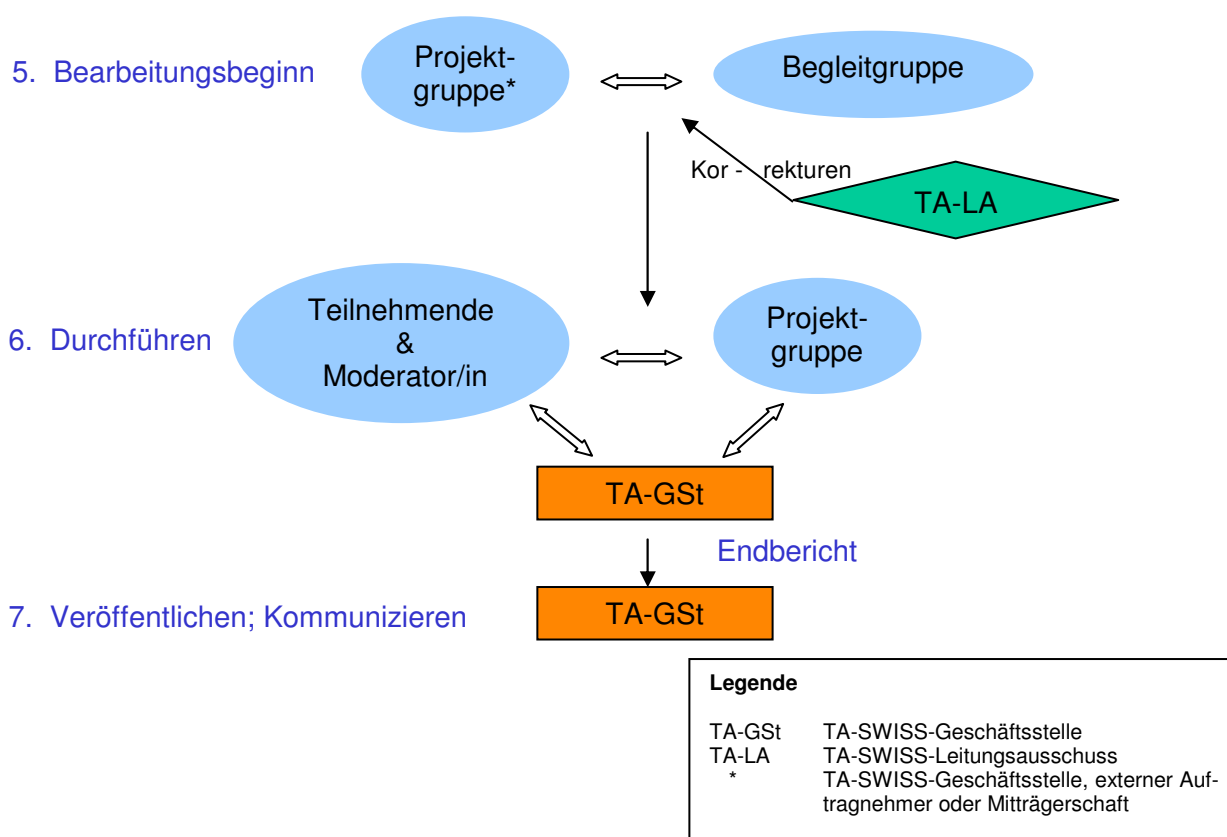 5. Bearbeitungsbeginn
Projekt-
gruppe*
Begleitgruppe
Kor - rekturen
TA-LA
6. Durchführen
Teilnehmende
&
Moderator/in
Projekt-
gruppe
TA-GSt
Endbericht
7. Veröffentlichen; Kommunizieren
TA-GSt
Legende
TA-GSt TA-SWISS-Geschäftsstelle
TA-LA TA-SWISS-Leitungsausschuss
* TA-SWISS-Geschäftsstelle, externer Auf-
tragnehmer oder Mitträgerschaft